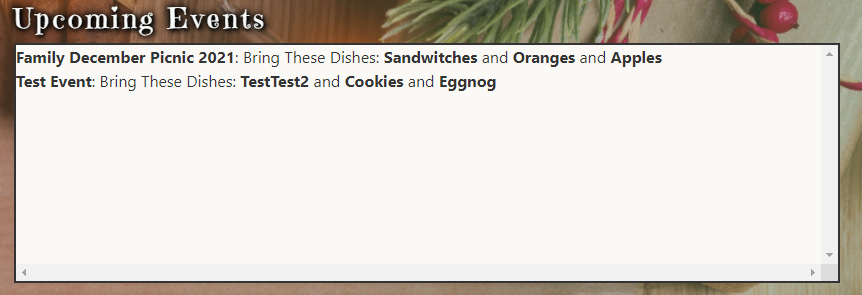 Upcoming Events
Family December Picnic 2021: Bring These Dishes: Sandwitches and Oranges and Apples
Test Event: Bring These Dishes: TestTest2 and Cookies and Eggnog